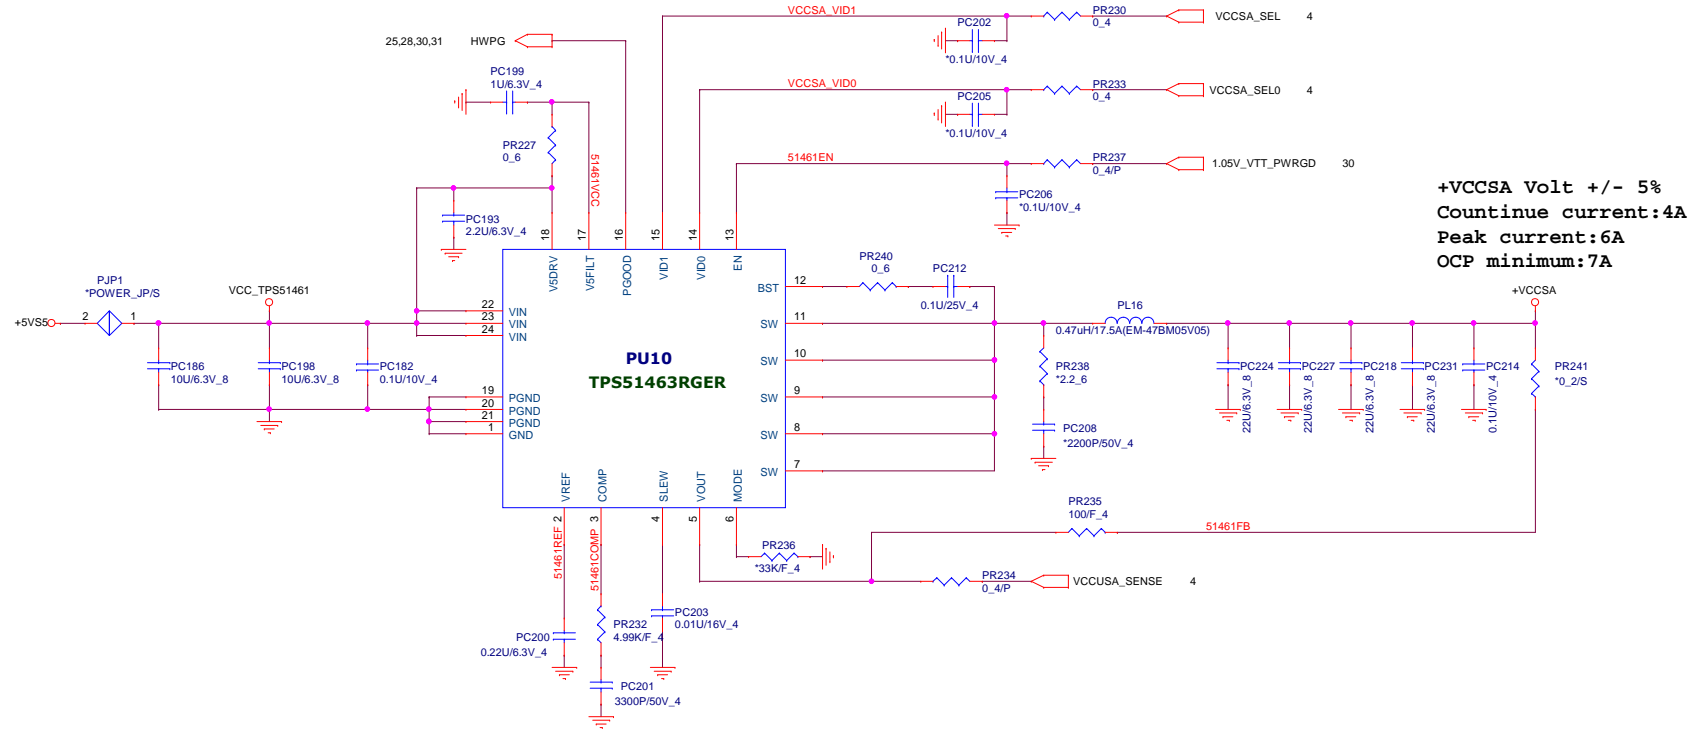 VCCSA_VID1
PR230
0_4
VCCSA_SEL 4
PC202
*0.1U/10V_4
25,28,30,31 HWPG
PC199
1U/6.3V_4
VCCSA_VID0
PR233
0_4
VCCSA_SEL0 4
PC205
*0.1U/10V_4
PR227
0_6
51461VCC
51461EN
PR237
0_4/P
1.05V_VTT_PWRGD 30
PC206
*0.1U/10V_4
+VCCSA Volt +/- 5%
Countinue current:4A
Peak current:6A
OCP minimum:7A
PC193
2.2U/6.3V_4
18
17
16
15
14
13
V5DRV
V5FILT
PGOOD
VID1
VID0
EN
PR240
0_6
PC212
0.1U/25V_4
BST 12
PJP1
*POWER_JP/S
VCC_TPS51461
+5VS5 2 1
22 VIN
23 VIN
24 VIN
SW 11
PL16
0.47uH/17.5A(EM-47BM05V05)
+VCCSA
PC186
10U/6.3V_8
PC198
10U/6.3V_8
PC182
0.1U/10V_4
PU10
TPS51463RGER
SW 10
PR238
*2.2_6
PC224
22U/6.3V_8
PC227
22U/6.3V_8
PC218
22U/6.3V_8
PC231
22U/6.3V_8
PC214
0.1U/10V_4
PR241
*0_2/S
19 PGND
20 PGND
21 PGND
1 GND
SW 9
SW 8
SW 7
PC208
*2200P/50V_4
VREF
COMP
SLEW
VOUT
MODE
2
3
4
5
6
PR235
100/F_4
51461FB
51461REF
51461COMP
PR236
*33K/F_4
PR234
0_4/P
VCCUSA_SENSE 4
PC203
0.01U/16V_4
PR232
4.99K/F_4
PC200
0.22U/6.3V_4
PC201
3300P/50V_4